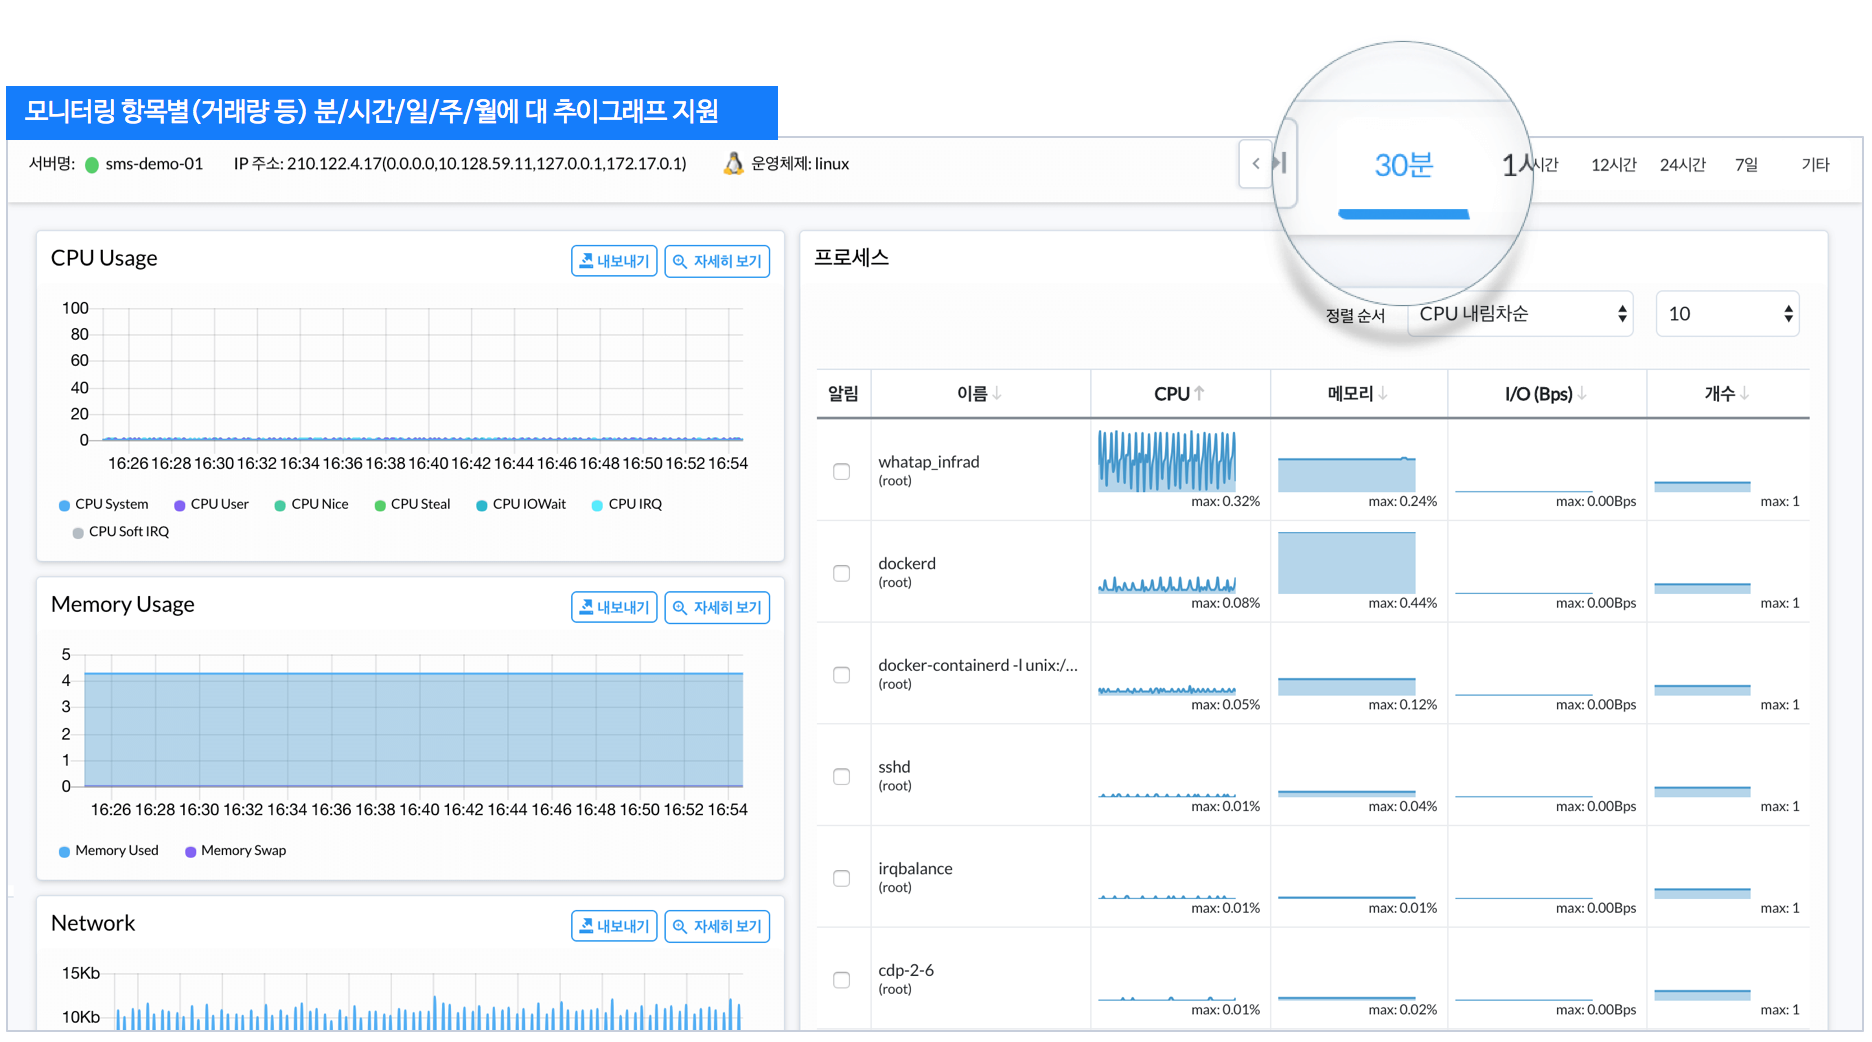 모니터링 항목별(거래량 등) 분/시간/일/주/월에 대 추이그래프 지원
서버명: sms-demo-01 IP 주소: 210.122.4.17(0.0.0.0,10.128.59.11,127.0.0.1,172.17.0.1) 운영체제: linux
30분 1시간 12시간 24시간 7일 기타
CPU Usage 내보내기 자세히 보기
100
80
60
40
20
0
16:26 16:28 16:30 16:32 16:34 16:36 16:38 16:40 16:42 16:44 16:46 16:48 16:50 16:52 16:54
CPU System CPU User CPU Nice CPU Steal CPU IOWait CPU IRQ
CPU Soft IRQ
Memory Usage 내보내기 자세히 보기
5
4
3
2
1
0
16:26 16:28 16:30 16:32 16:34 16:36 16:38 16:40 16:42 16:44 16:46 16:48 16:50 16:52 16:54
Memory Used Memory Swap
Network 내보내기 자세히 보기
15Kb
10Kb
프로세스
정렬 순서 CPU 내림차순 10
알림 이름 CPU 메모리 I/O (Bps) 개수
whatap_infrad
(root)
max: 0.32% max: 0.24% max: 0.00Bps max: 1
dockerd
(root)
max: 0.08% max: 0.44% max: 0.00Bps max: 1
docker-containerd -l unix:/...
(root)
max: 0.05% max: 0.12% max: 0.00Bps max: 1
sshd
(root)
max: 0.01% max: 0.04% max: 0.00Bps max: 1
irqbalance
(root)
max: 0.01% max: 0.01% max: 0.00Bps max: 1
cdp-2-6
(root)
max: 0.01% max: 0.02% max: 0.00Bps max: 1